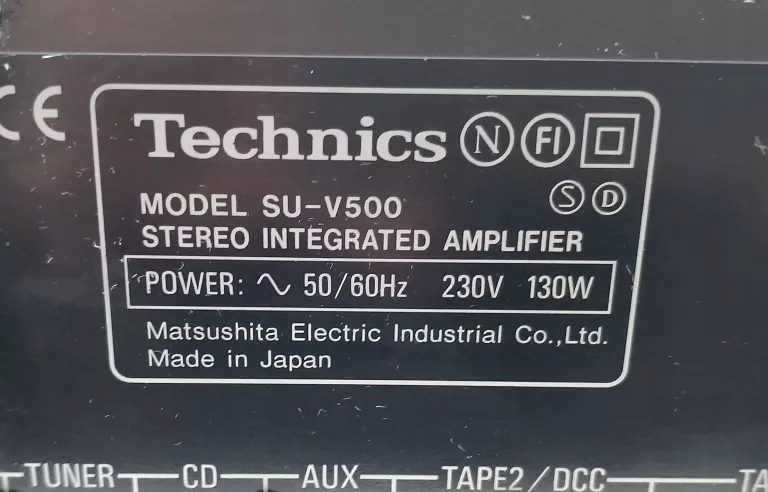 CE
Technics N FI
MODEL SU-V500 S D
STEREO INTEGRATED AMPLIFIER
POWER: ∿ 50/60Hz 230V 130W
Matsushita Electric Industrial Co.,Ltd.
Made in Japan
TUNER CD AUX TAPE2/DCC